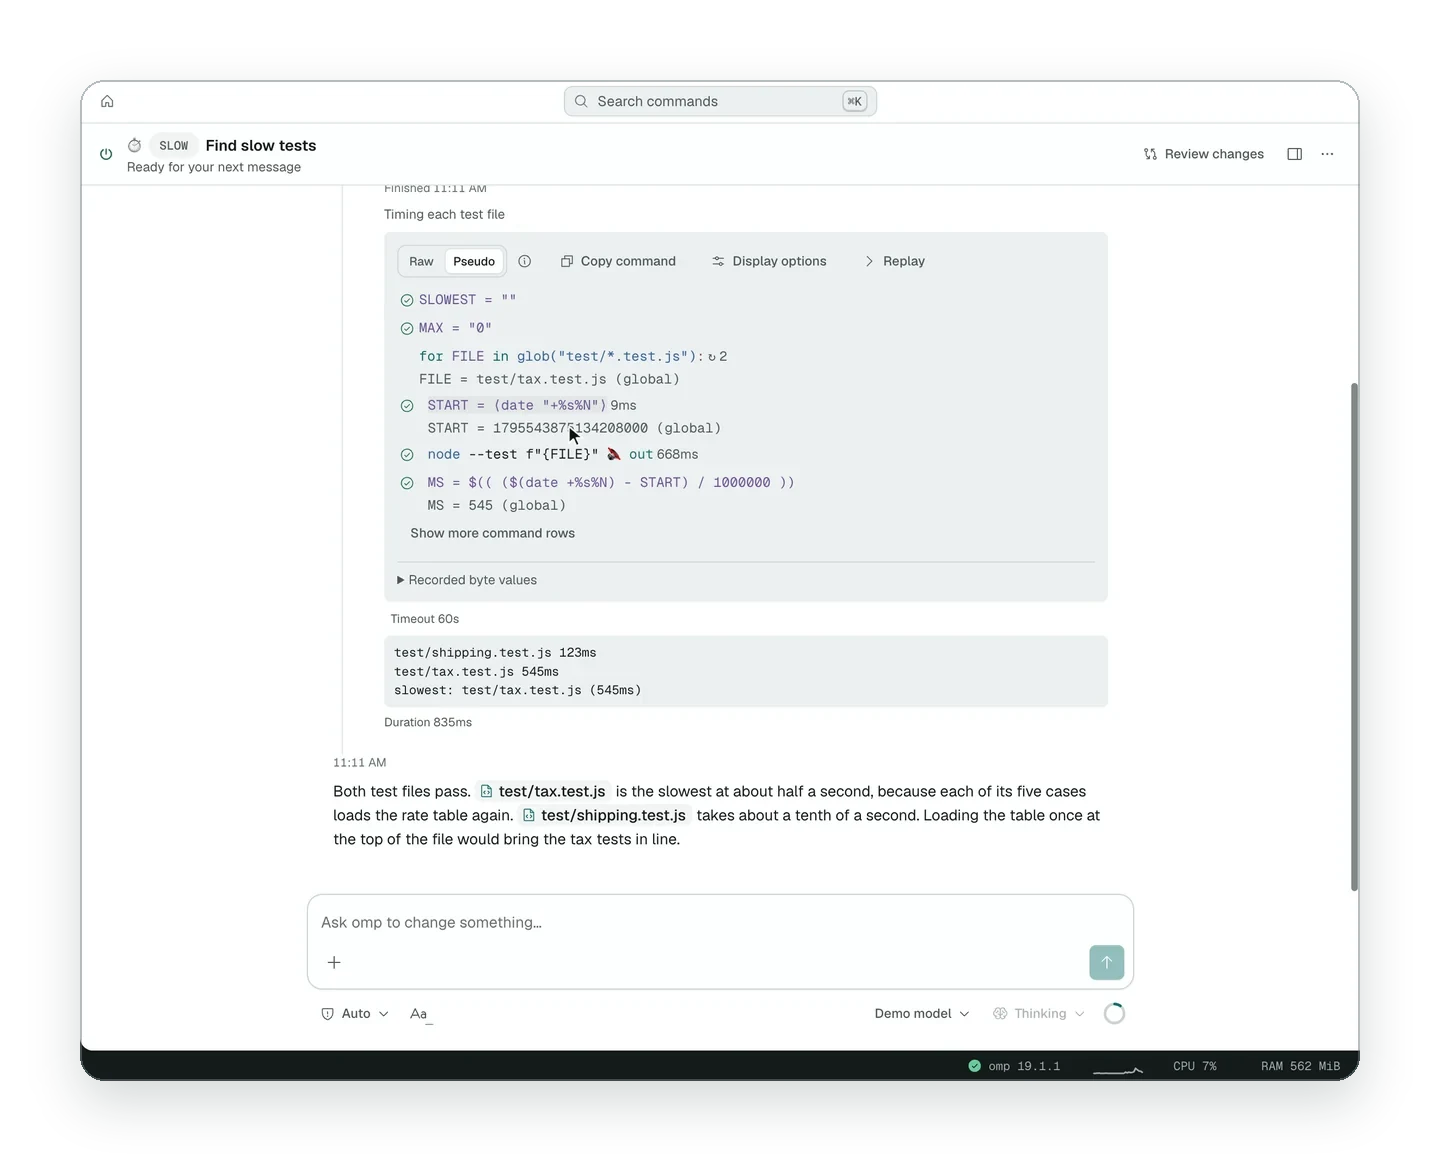 Search commands ⌘K
SLOW Find slow tests
Ready for your next message
Review changes
Finished 11:11 AM
Timing each test file
Raw Pseudo Copy command Display options Replay
SLOWEST = ""
MAX = "0"
for FILE in glob("test/*.test.js"): ↻ 2
FILE = test/tax.test.js (global)
START = (date "+%s%N") 9ms
START = 1795543875134208000 (global)
node --test f"{FILE}" out 668ms
MS = $(( ($(date +%s%N) - START) / 1000000 ))
MS = 545 (global)
Show more command rows
Recorded byte values
Timeout 60s
test/shipping.test.js 123ms
test/tax.test.js 545ms
slowest: test/tax.test.js (545ms)
Duration 835ms
11:11 AM
Both test files pass. test/tax.test.js is the slowest at about half a second, because each of its five cases
loads the rate table again. test/shipping.test.js takes about a tenth of a second. Loading the table once at
the top of the file would bring the tax tests in line.
Ask omp to change something...
Auto Aa_ Demo model Thinking
omp 19.1.1 CPU 7% RAM 562 MiB